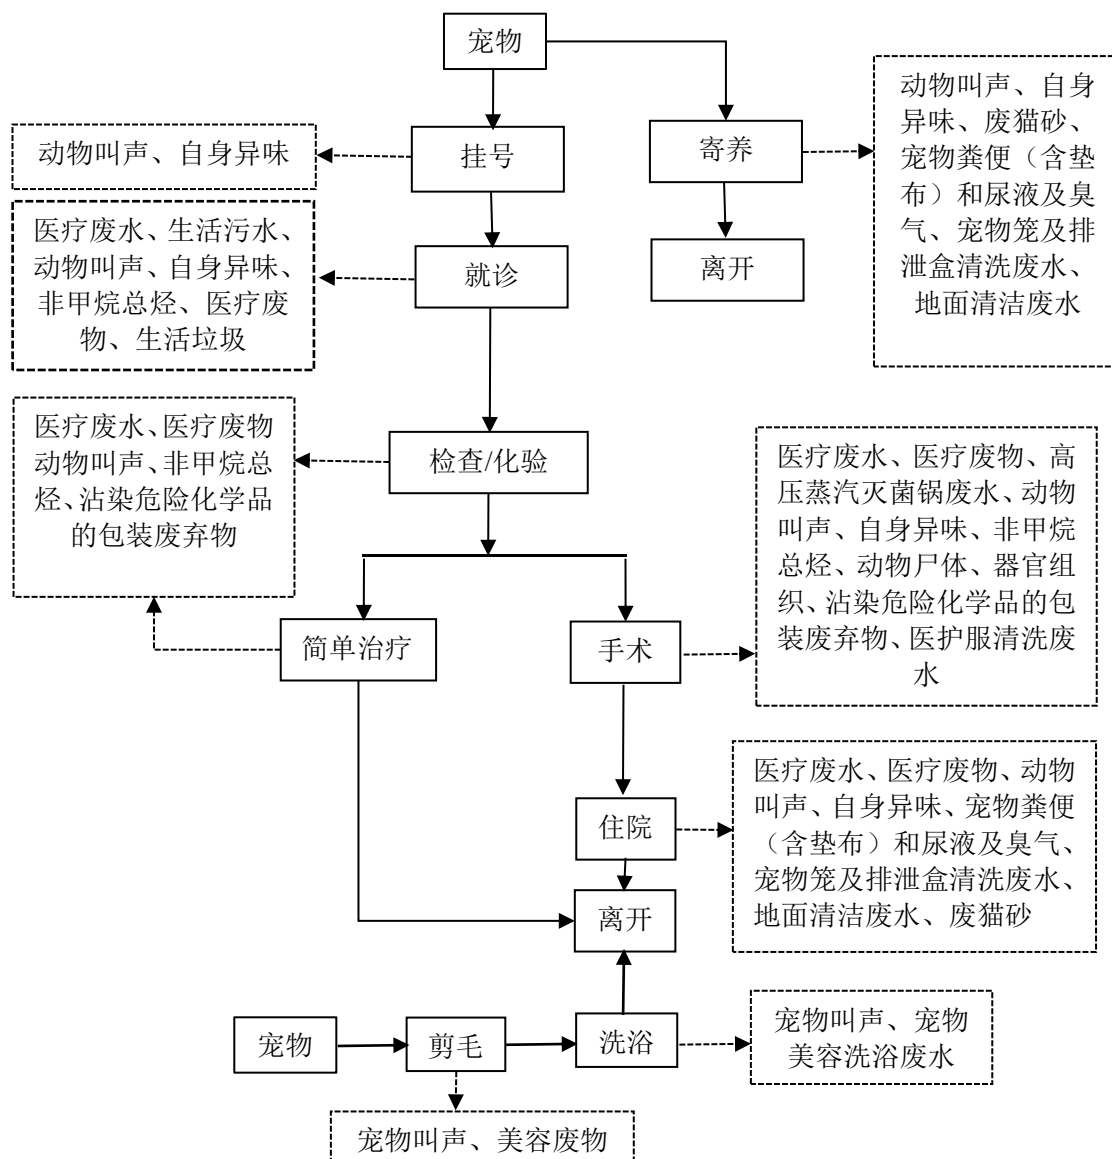 宠物
挂号
动物叫声、自身异味
寄养
动物叫声、自身
异味、废猫砂、
宠物粪便（含垫
布）和尿液及臭
气、宠物笼及排
泄盒清洗废水、
地面清洁废水
离开
就诊
医疗废水、生活污水、
动物叫声、自身异味、
非甲烷总烃、医疗废
物、生活垃圾
检查/化验
医疗废水、医疗废物
动物叫声、非甲烷总
烃、沾染危险化学品
的包装废弃物
简单治疗
手术
医疗废水、医疗废物、高
压蒸汽灭菌锅废水、动物
叫声、自身异味、非甲烷
总烃、动物尸体、器官组
织、沾染危险化学品的包
装废弃物、医护服清洗废
水
住院
医疗废水、医疗废物、动物
叫声、自身异味、宠物粪便
（含垫布）和尿液及臭气、
宠物笼及排泄盒清洗废水、
地面清洁废水、废猫砂
离开
宠物
剪毛
洗浴
宠物叫声、宠物
美容洗浴废水
宠物叫声、美容废物